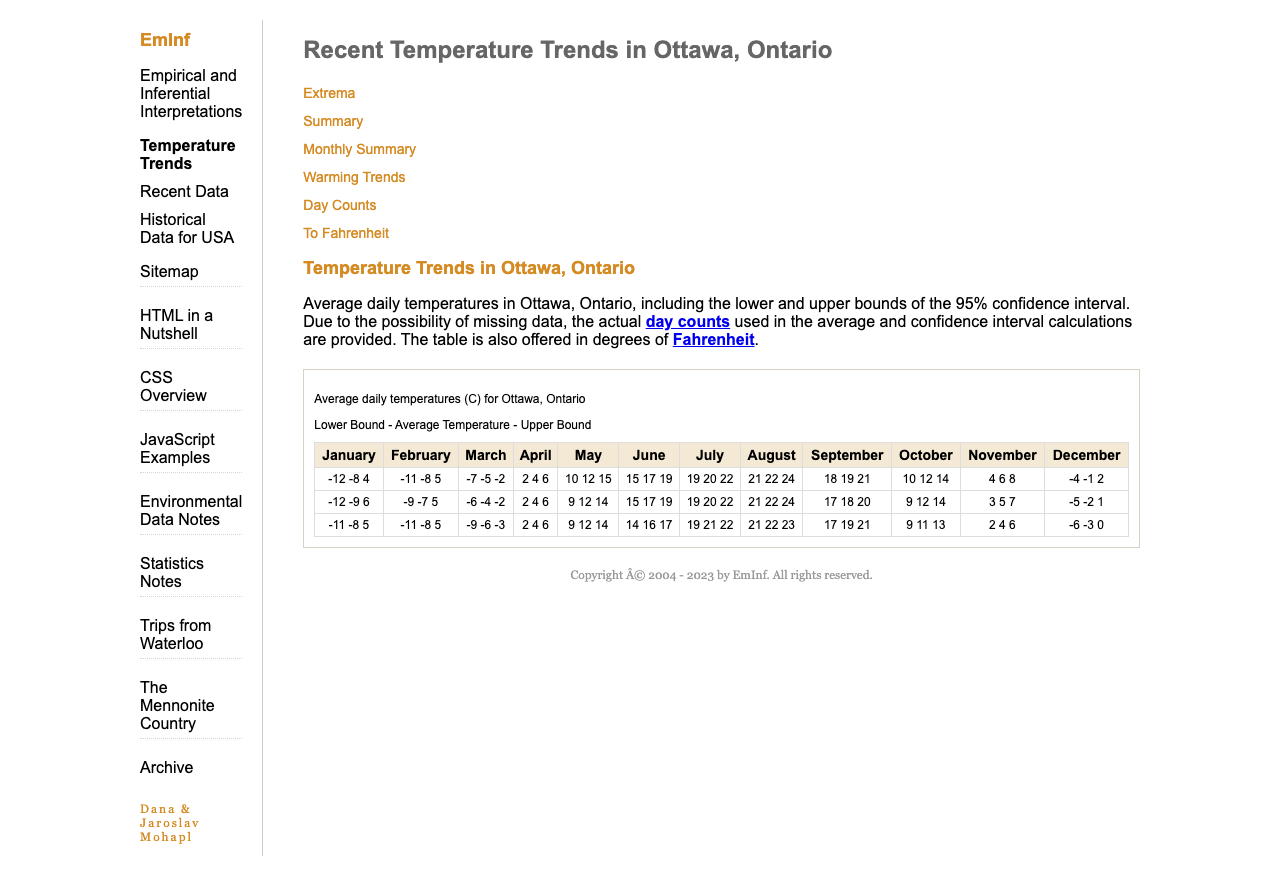 EmInf
Empirical and
Inferential
Interpretations
Temperature
Trends
Recent Data
Historical
Data for USA
Sitemap
HTML in a
Nutshell
CSS
Overview
JavaScript
Examples
Environmental
Data Notes
Statistics
Notes
Trips from
Waterloo
The
Mennonite
Country
Archive
Dana &
Jaroslav
Mohapl
Recent Temperature Trends in Ottawa, Ontario
Extrema
Summary
Monthly Summary
Warming Trends
Day Counts
To Fahrenheit
Temperature Trends in Ottawa, Ontario
Average daily temperatures in Ottawa, Ontario, including the lower and upper bounds of the 95% confidence interval.
Due to the possibility of missing data, the actual day counts used in the average and confidence interval calculations
are provided. The table is also offered in degrees of Fahrenheit.
Average daily temperatures (C) for Ottawa, Ontario
Lower Bound - Average Temperature - Upper Bound
January February March April May June July August September October November December
-12 -8 4 -11 -8 5 -7 -5 -2 2 4 6 10 12 15 15 17 19 19 20 22 21 22 24 18 19 21 10 12 14 4 6 8 -4 -1 2
-12 -9 6 -9 -7 5 -6 -4 -2 2 4 6 9 12 14 15 17 19 19 20 22 21 22 24 17 18 20 9 12 14 3 5 7 -5 -2 1
-11 -8 5 -11 -8 5 -9 -6 -3 2 4 6 9 12 14 14 16 17 19 21 22 21 22 23 17 19 21 9 11 13 2 4 6 -6 -3 0
Copyright Â© 2004 - 2023 by EmInf. All rights reserved.